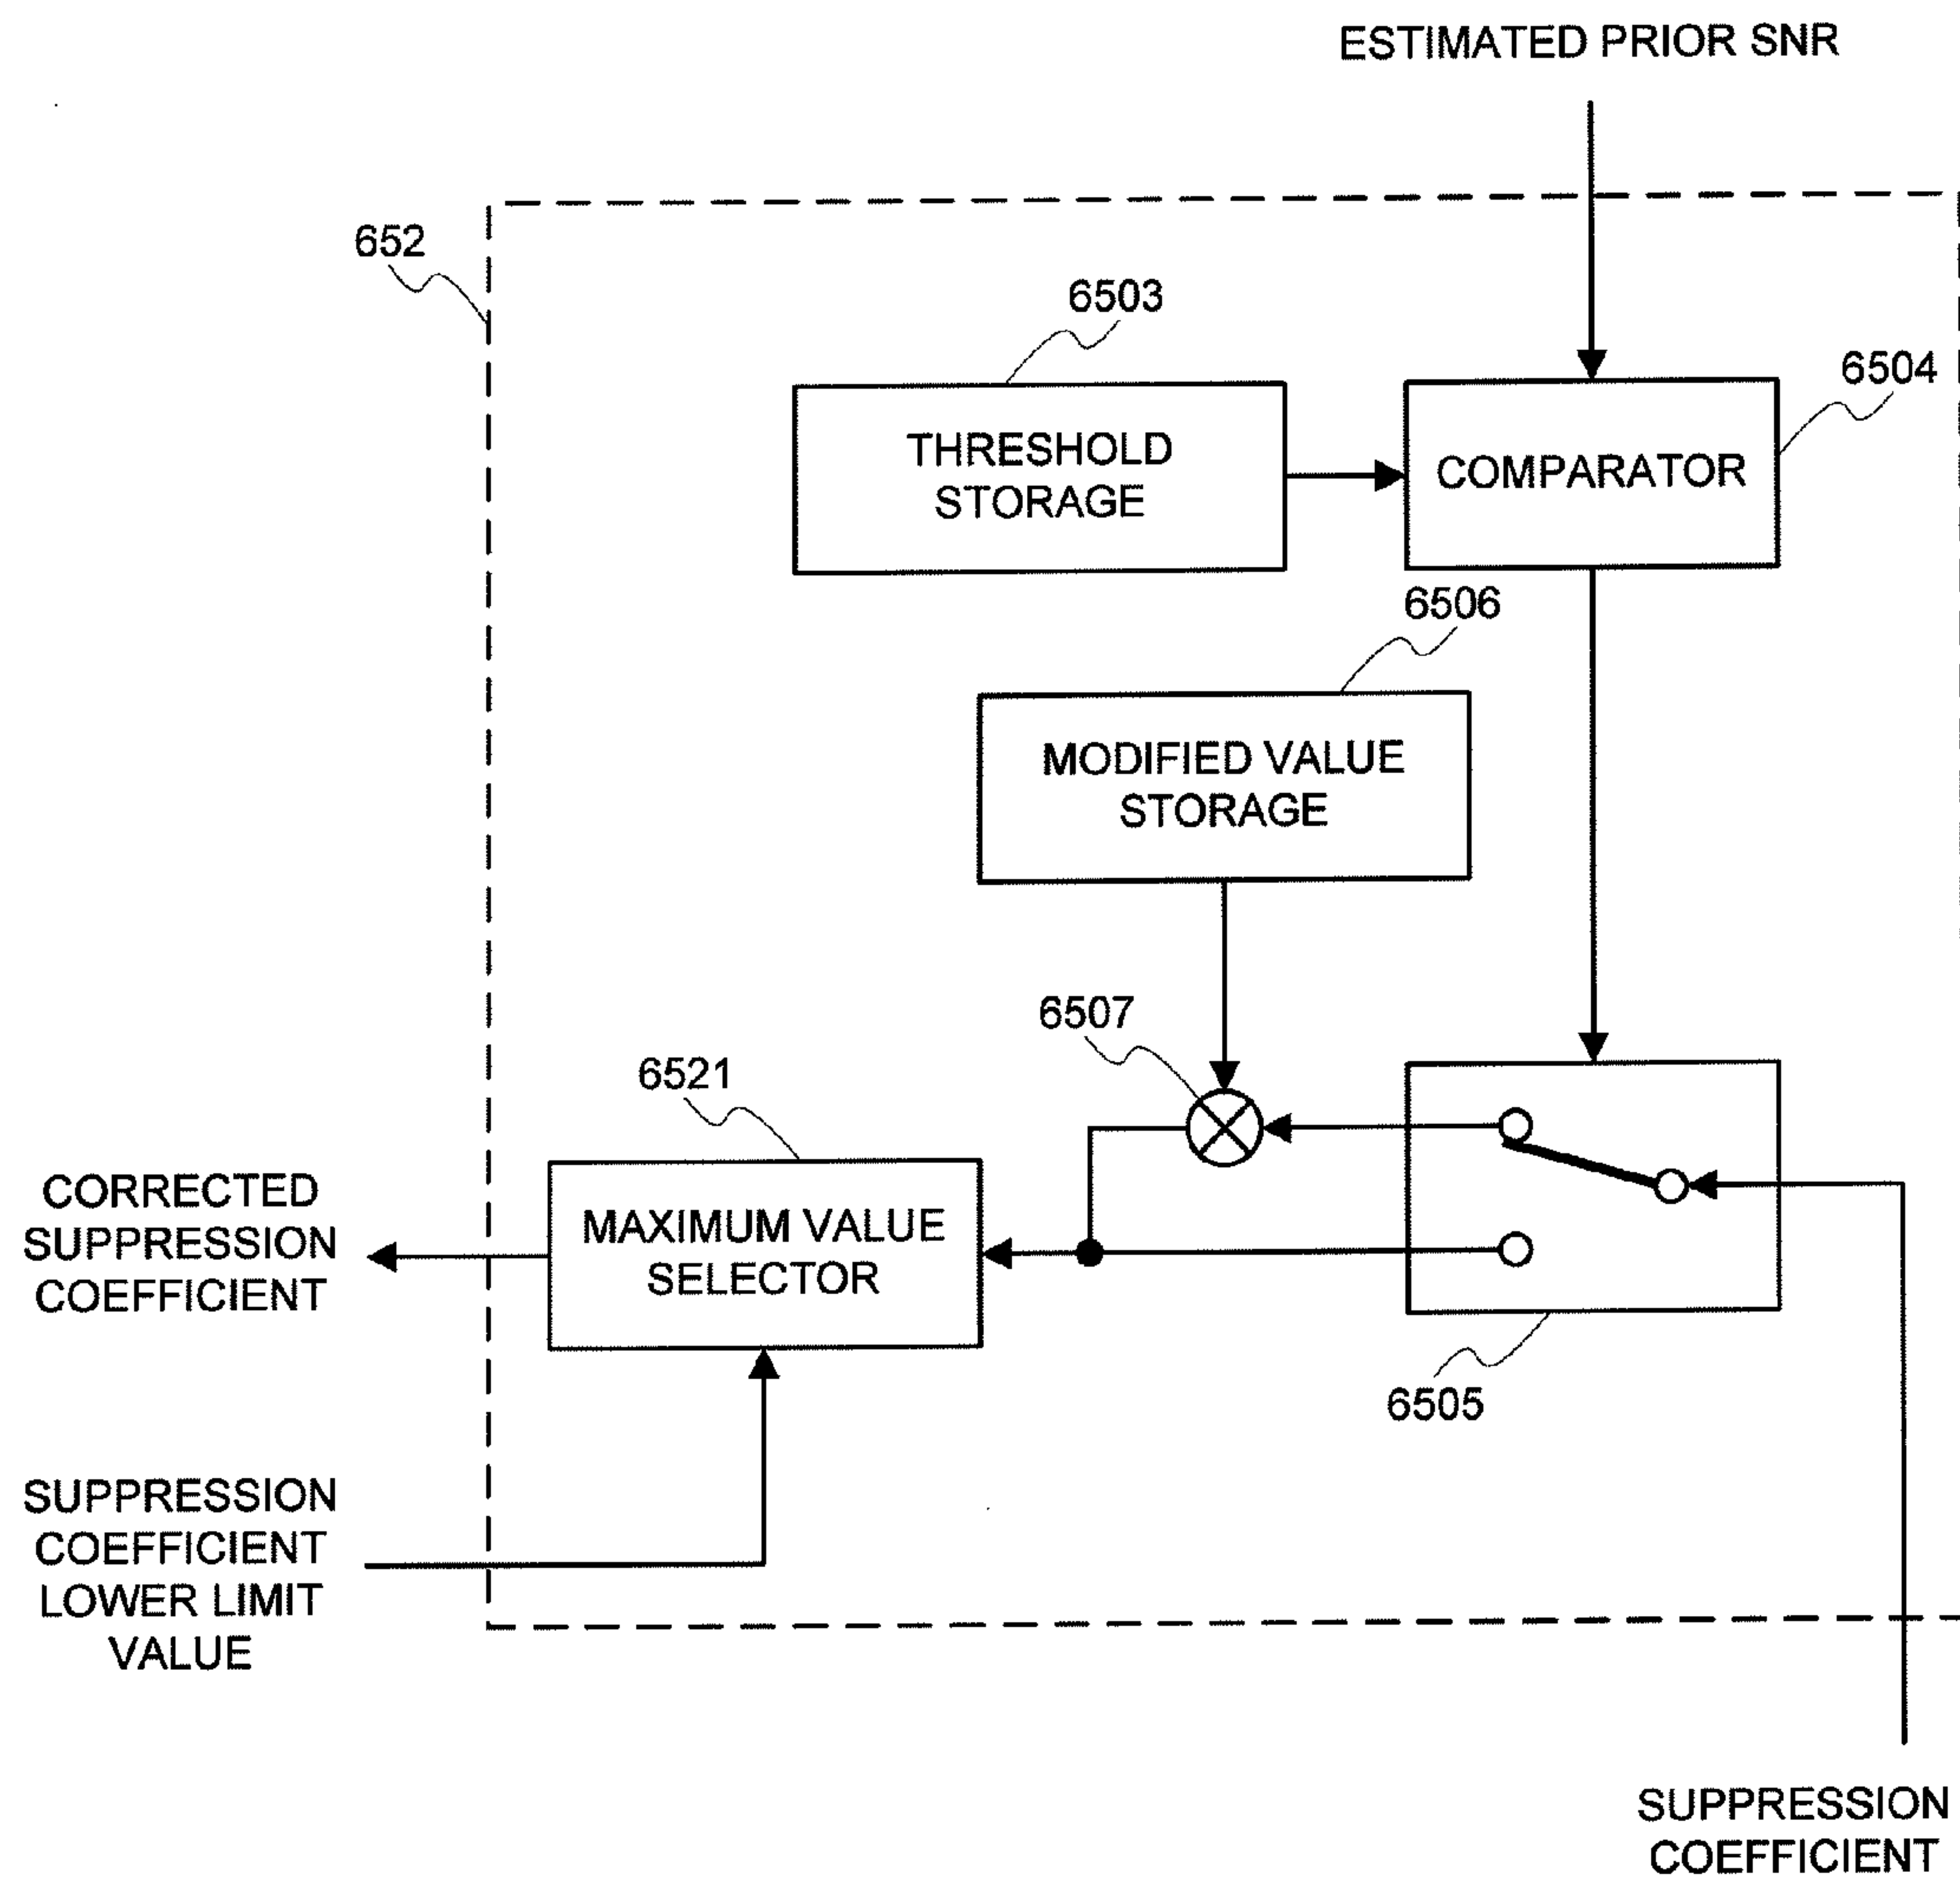 ESTIMATED PRIOR SNR
652
6503
6504
THRESHOLD
STORAGE
COMPARATOR
6506
MODIFIED VALUE
STORAGE
6507
6521
CORRECTED
SUPPRESSION
COEFFICIENT
MAXIMUM VALUE
SELECTOR
6505
SUPPRESSION
COEFFICIENT
LOWER LIMIT
VALUE
SUPPRESSION
COEFFICIENT